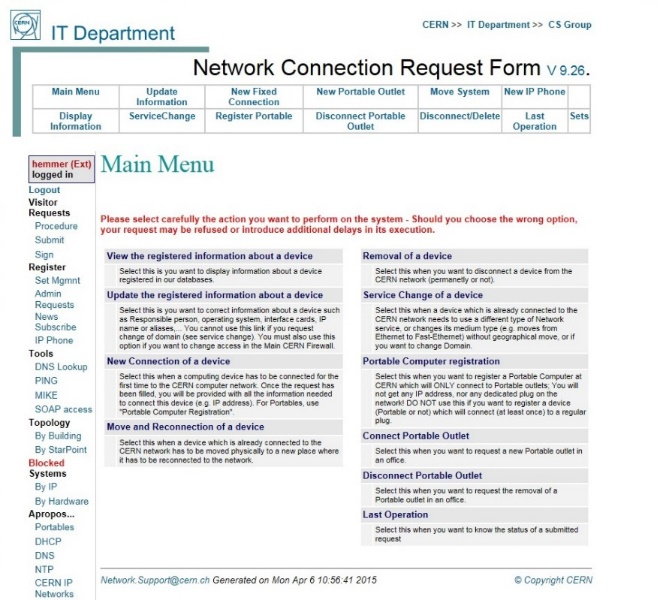 CERN
IT Department
CERN >> IT Department >> CS Group
Network Connection Request Form V 9.26.
Main Menu
Update Information
New Fixed Connection
New Portable Outlet
Move System
New IP Phone
Display Information
ServiceChange
Register Portable
Disconnect Portable Outlet
Disconnect/Delete
Last Operation
Sets
hemmer (Ext)
logged in
Logout
Visitor
Requests
Procedure
Submit
Sign
Register
Set Mgmnt
Admin
Requests
News
Subscribe
IP Phone
Tools
DNS Lookup
PING
MIKE
SOAP access
Topology
By Building
By StarPoint
Blocked
Systems
By IP
By Hardware
Apropos...
Portables
DHCP
DNS
NTP
CERN IP
Networks
Main Menu
Please select carefully the action you want to perform on the system - Should you choose the wrong option,
your request may be refused or introduce additional delays in its execution.
View the registered information about a device
Select this is you want to display information about a device
registered in our databases.
Update the registered information about a device
Select this is you want to correct information about a device such
as Responsible person, operating system, interface cards, IP
name or aliases,... You cannot use this link if you request
change of domain (see service change). You must also use this
option if you want to change access in the Main CERN Firewall.
New Connection of a device
Select this when a computing device has to be connected for the
first time to the CERN computer network. Once the request has
been filled, you will be provided with all the information needed
to connect this device (e.g. IP address). For Portables, use
"Portable Computer Registration".
Move and Reconnection of a device
Select this when a device which is already connected to the
CERN network has to be moved physically to a new place where
it has to be reconnected to the network.
Removal of a device
Select this when you want to disconnect a device from the
CERN network (permanently or not).
Service Change of a device
Select this when a device which is already connected to the
CERN network needs to use a different type of Network
service, or changes its medium type (e.g. moves from
Ethernet to Fast-Ethernet) without geographical move, or if
you want to change Domain.
Portable Computer registration
Select this when you want to register a Portable Computer at
CERN which will ONLY connect to Portable outlets; You will
not get any IP address, nor any dedicated plug on the
network! DO NOT use this if you want to register a device
(Portable or not) which will connect (at least once) to a regular
plug.
Connect Portable Outlet
Select this when you want to request a new Portable outlet in
an office.
Disconnect Portable Outlet
Select this when you want to request the removal of a
Portable outlet in an office.
Last Operation
Select this when you want to know the status of a submitted
request
Network.Support@cern.ch Generated on Mon Apr 6 10:56:41 2015
© Copyright CERN